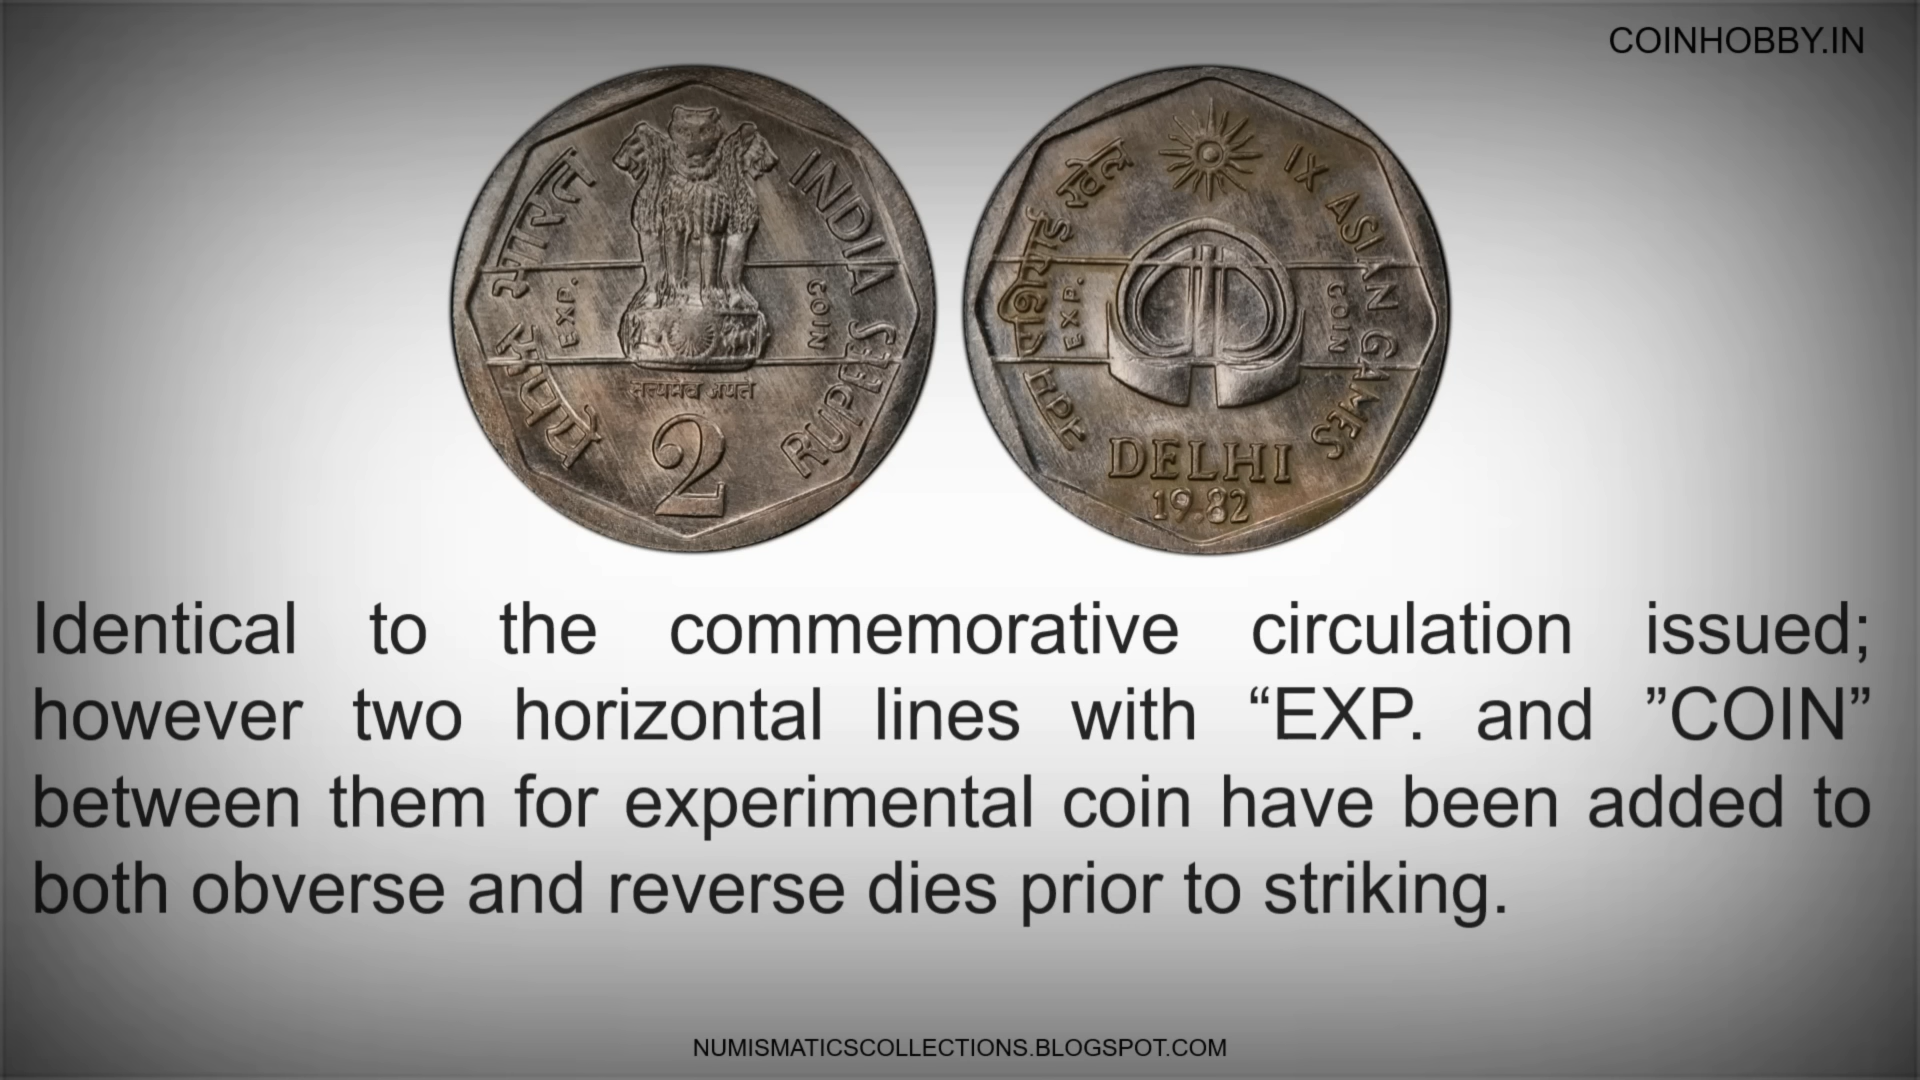 COINHOBBY.IN
भारत
INDIA
रुपये
RUPEES
EXP.
COIN
सत्यमेव जयते
2
IX ASIAN GAMES
EXP.
COIN
DELHI
1982
Identical to the commemorative circulation issued;
however two horizontal lines with “EXP. and ”COIN”
between them for experimental coin have been added to
both obverse and reverse dies prior to striking.
NUMISMATICSCOLLECTIONS.BLOGSPOT.COM